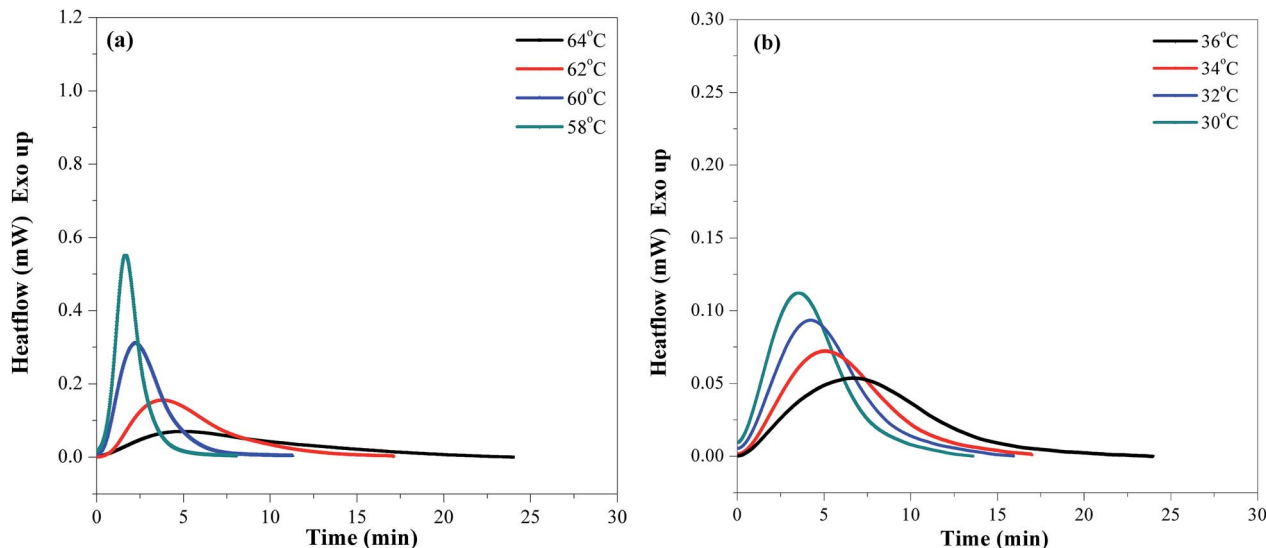 (a)
64°C
62°C
60°C
58°C
1.2
1.0
0.8
0.6
0.4
0.2
0.0
Heatflow (mW) Exo up
0 5 10 15 20 25 30
Time (min)
(b)
36°C
34°C
32°C
30°C
0.30
0.25
0.20
0.15
0.10
0.05
0.00
Heatflow (mW) Exo up
0 5 10 15 20 25 30
Time (min)